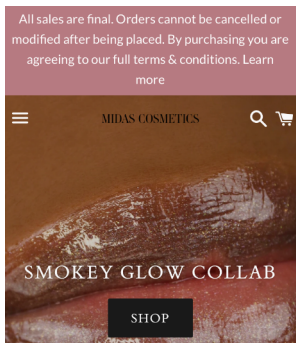 All sales are final. Orders cannot be cancelled or
modified after being placed. By purchasing you are
agreeing to our full terms & conditions. Learn
more
MIDAS COSMETICS
SMOKEY GLOW COLLAB
SHOP